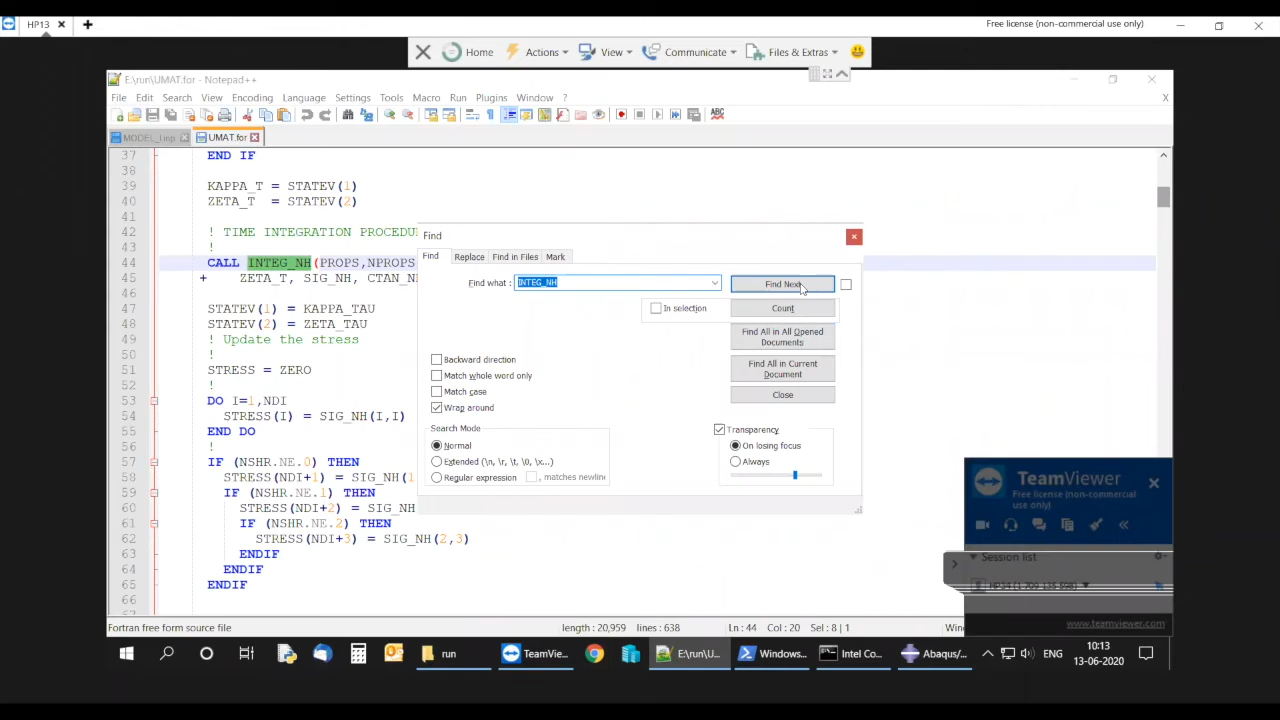 HP13
Free license (non-commercial use only)
Home Actions View Communicate Files & Extras
E:\run\UMAT.for - Notepad++
File Edit Search View Encoding Language Settings Tools Macro Run Plugins Window ? X
MODEL_I.inp UMAT.for
37 END IF
38
39 KAPPA_T = STATEV(1)
40 ZETA_T = STATEV(2)
41
42 ! TIME INTEGRATION PROCEDU
43 !
44 CALL INTEG_NH(PROPS,NPROPS
45 + ZETA_T, SIG_NH, CTAN_N
46
47 STATEV(1) = KAPPA_TAU
48 STATEV(2) = ZETA_TAU
49 ! Update the stress
50 !
51 STRESS = ZERO
52 !
53 DO I=1,NDI
54 STRESS(I) = SIG_NH(I,I)
55 END DO
56 !
57 IF (NSHR.NE.0) THEN
58 STRESS(NDI+1) = SIG_NH(1
59 IF (NSHR.NE.1) THEN
60 STRESS(NDI+2) = SIG_NH
61 IF (NSHR.NE.2) THEN
62 STRESS(NDI+3) = SIG_NH(2,3)
63 ENDIF
64 ENDIF
65 ENDIF
66
Find
Find Replace Find in Files Mark
Find what : INTEG_NH Find Next
In selection Count
Find All in All Opened
Documents
Find All in Current
Document
Close
Backward direction
Match whole word only
Match case
Wrap around
Search Mode
Normal
Extended (\n, \r, \t, \0, \x...)
Regular expression . matches newline
Transparency
On losing focus
Always
TeamViewer
Free license (non-commercial
use only)
Session list
www.teamviewer.com
Fortran free form source file length : 20,959 lines : 638 Ln : 44 Col : 20 Sel : 8 | 1 Win
run TeamVie... E:\run\U... Windows... Intel Co... Abaqus/... ENG
10:13
13-06-2020